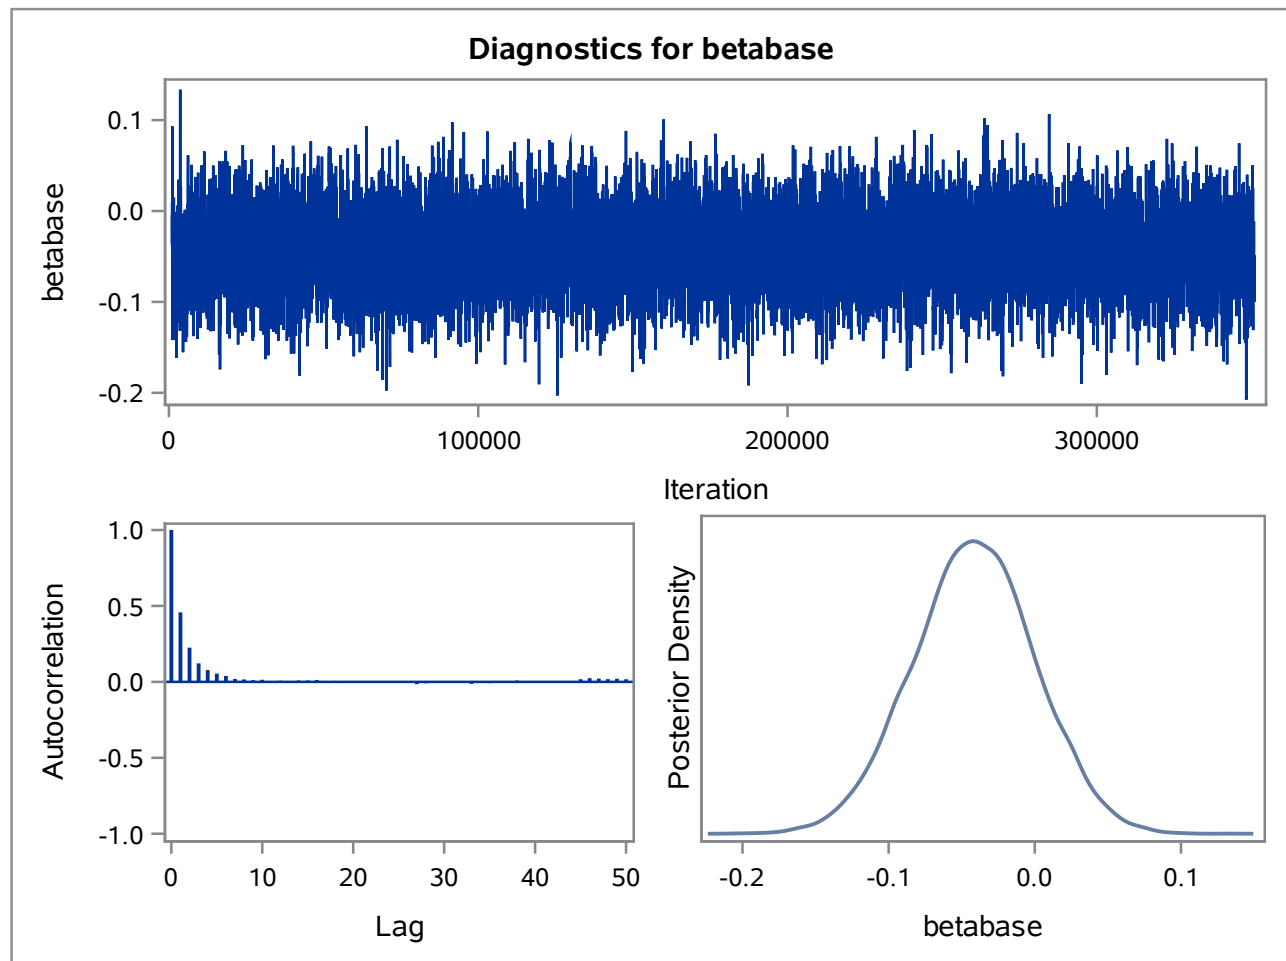 Diagnostics for betabase
betabase
0.1
0.0
-0.1
-0.2
0 100000 200000 300000
Iteration
Autocorrelation
1.0
0.5
0.0
-0.5
-1.0
0 10 20 30 40 50
Lag
Posterior Density
-0.2 -0.1 0.0 0.1
betabase